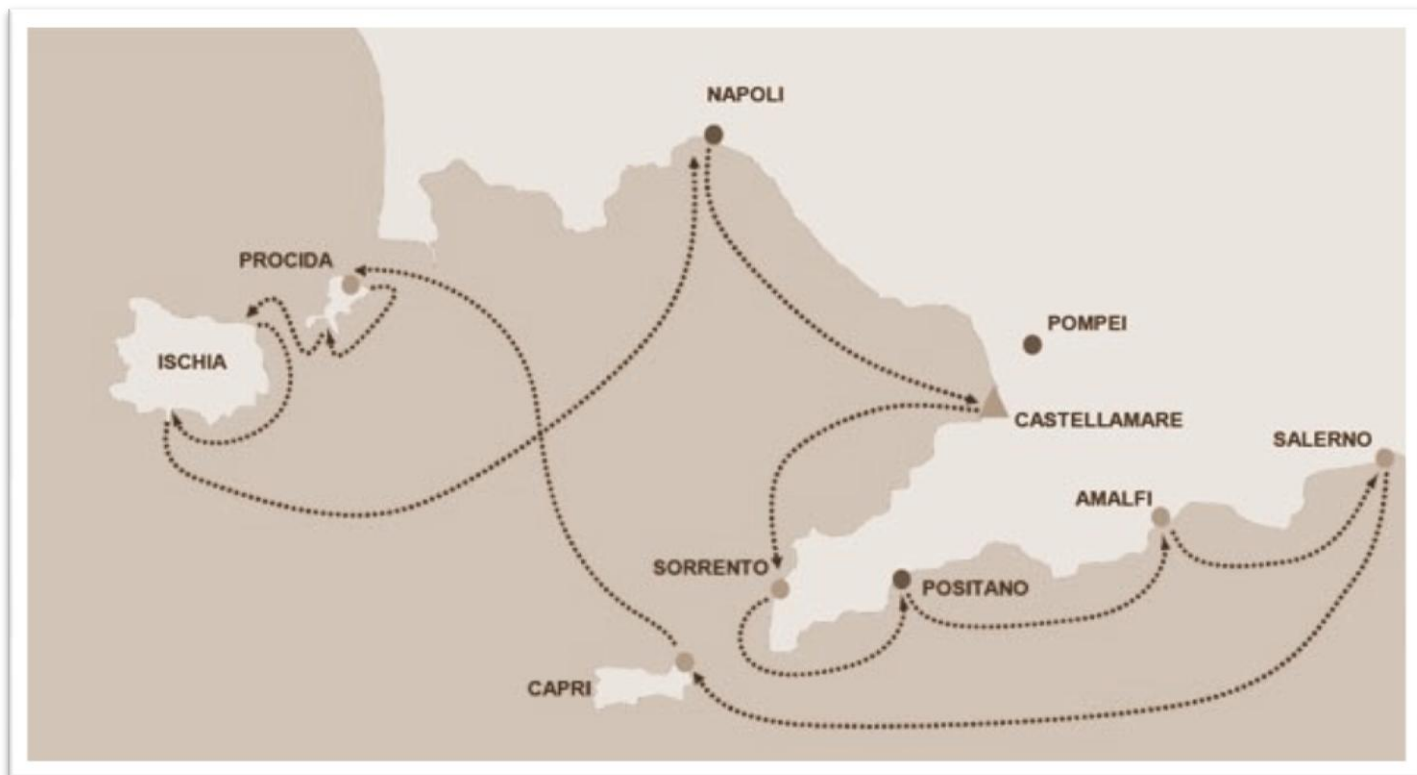 NAPOLI
PROCIDA
POMPEI
ISCHIA
CASTELLAMARE
SALERNO
AMALFI
SORRENTO
POSITANO
CAPRI